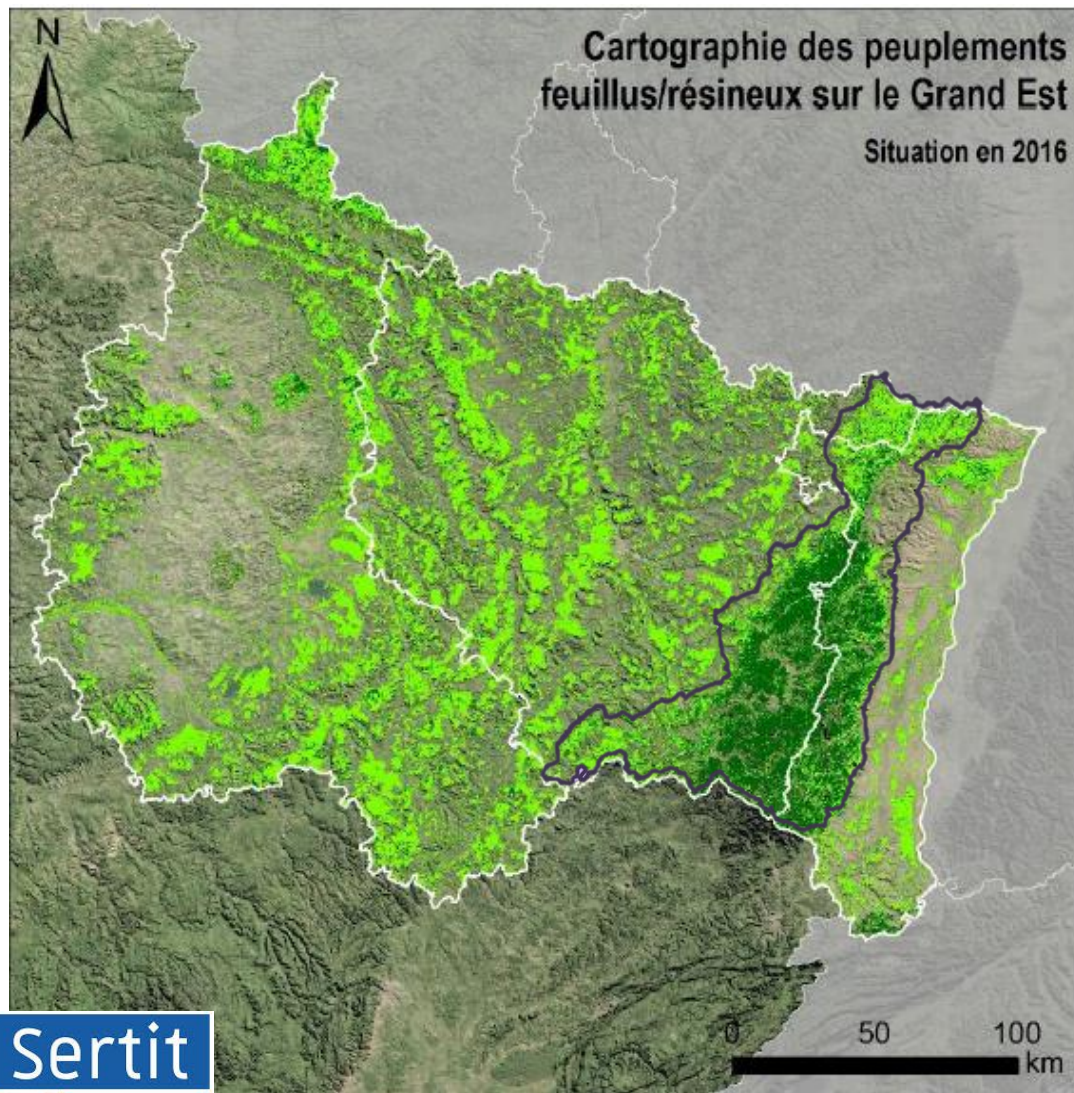 N
Cartographie des peuplements
feuillus/résineux sur le Grand Est
Situation en 2016
0 50 100
km
Sertit